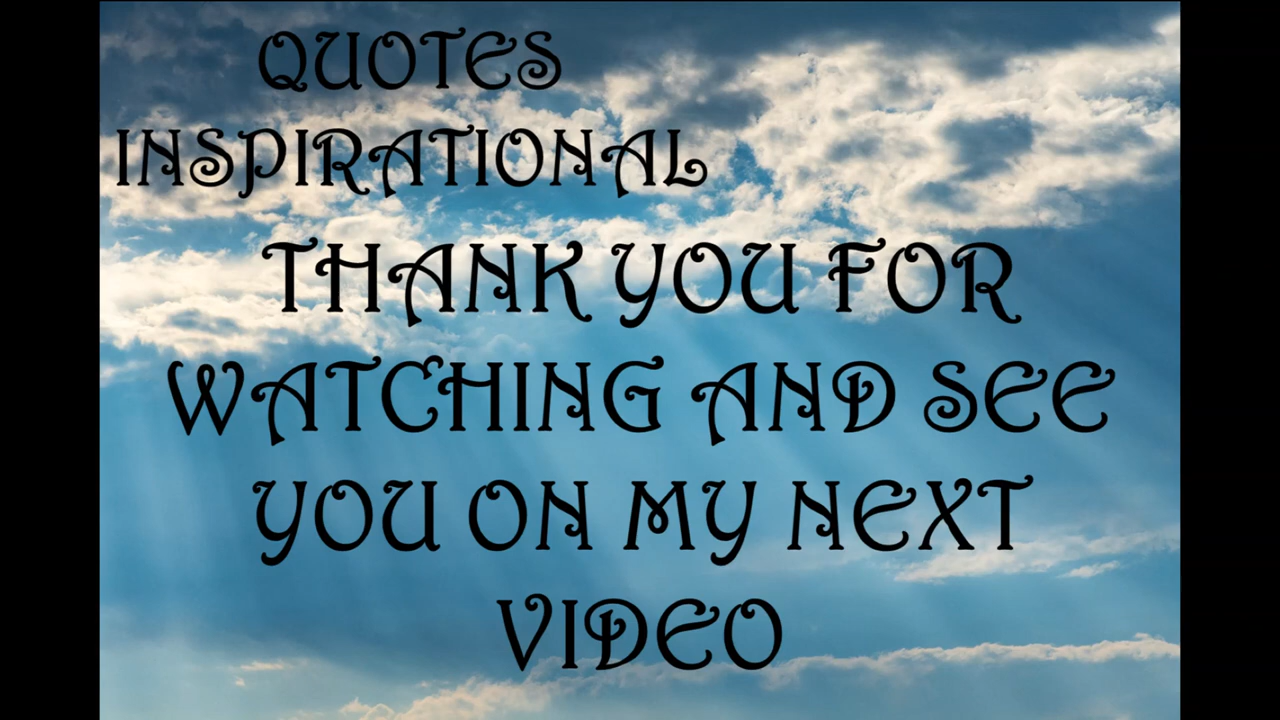 QUOTES
INSPIRATIONAL
THANK YOU FOR
WATCHING AND SEE
YOU ON MY NEXT
VIDEO